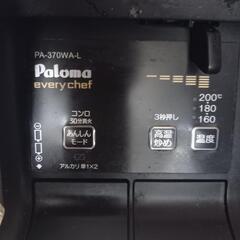 PA-370WA-L
Paloma
every chef
コンロ
30分消火
あんしん
モード
アルカリ単1×2
3秒押し
高温
炒め
200℃
180
160
温度